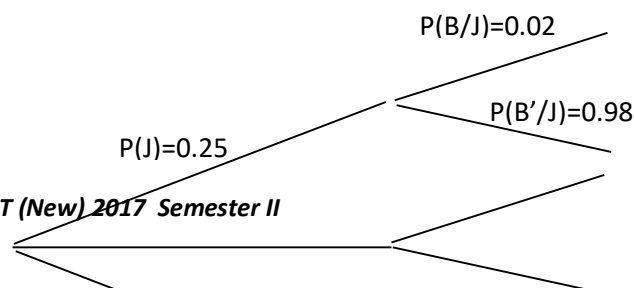 P(B/J)=0.02
P(B’/J)=0.98
P(J)=0.25
T (New) 2017 Semester II